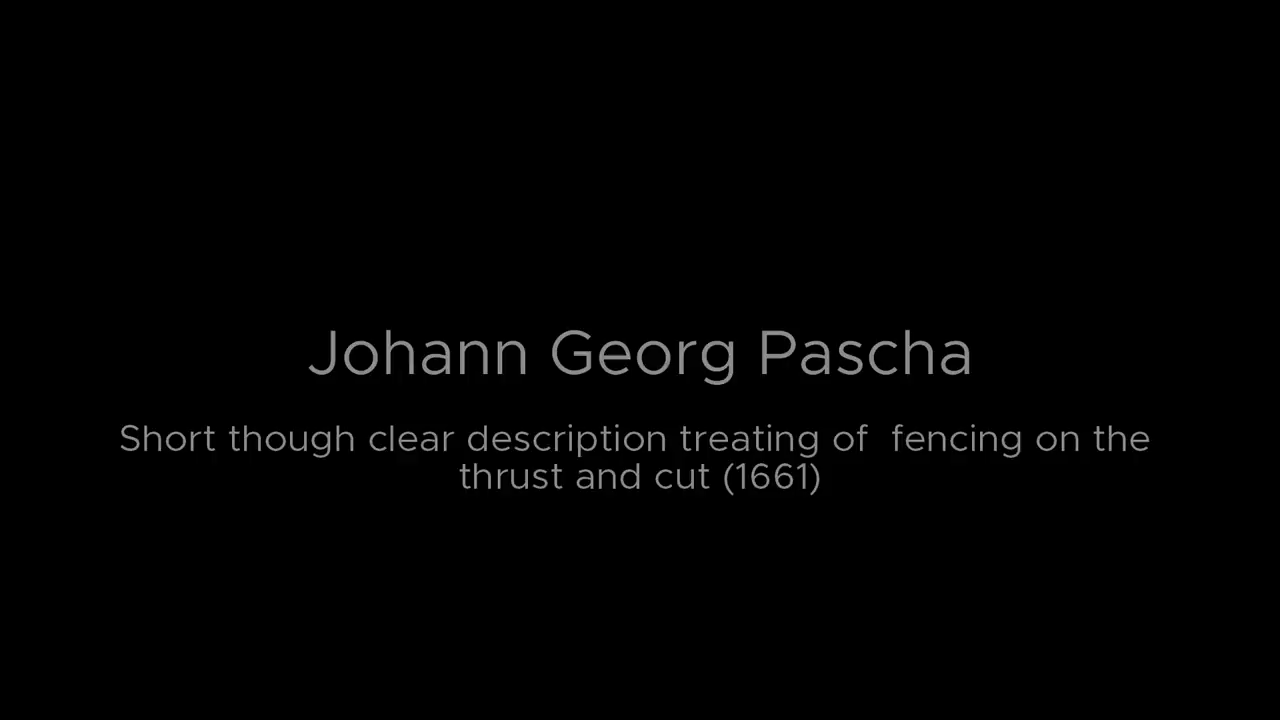 Johann Georg Pascha
Short though clear description treating of  fencing on the
thrust and cut (1661)